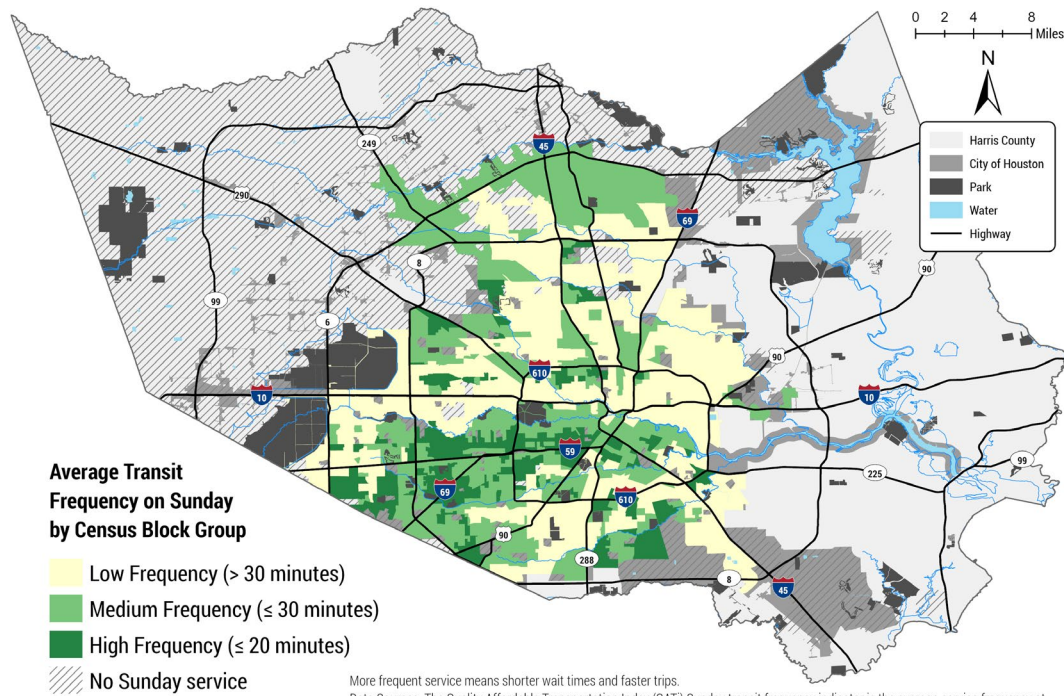 0 2 4 8
Miles
N
Harris County
City of Houston
Park
Water
Highway
249
45
290
69
8
99
90
6
90
610
10
10
59
99
69
225
610
90
288
8
45
Average Transit
Frequency on Sunday
by Census Block Group
Low Frequency (> 30 minutes)
Medium Frequency (≤ 30 minutes)
High Frequency (≤ 20 minutes)
No Sunday service
More frequent service means shorter wait times and faster trips.